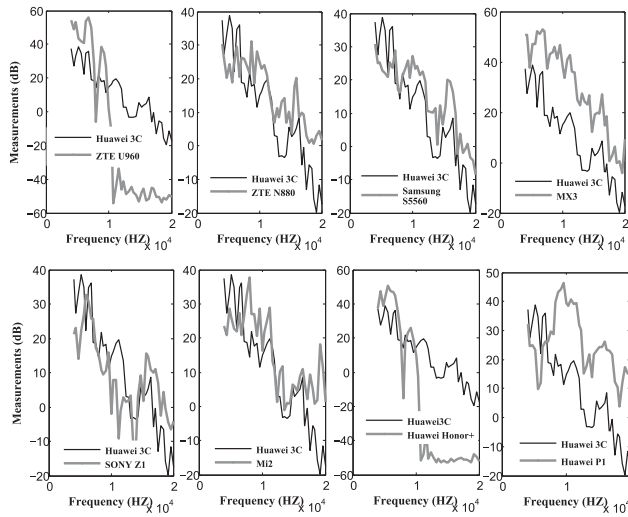 Measurements (dB)
60
40
20
0
−20
−40
−60
Huawei 3C
ZTE U960
0
1
2
Frequency (HZ)
x 10^4
40
30
20
10
0
−10
−20
Huawei 3C
ZTE N880
0
1
2
Frequency (HZ)
x 10^4
40
30
20
10
0
−10
−20
Huawei 3C
Samsung
S5560
0
1
2
Frequency (HZ)
x 10^4
60
50
40
30
20
10
0
−10
−20
Huawei 3C
MX3
0
1
2
Frequency (HZ)
x 10^4
Measurements (dB)
40
30
20
10
0
−10
−20
Huawei 3C
SONY Z1
0
1
2
Frequency (HZ)
x 10^4
40
30
20
10
0
−10
−20
Huawei 3C
Mi2
0
1
2
Frequency (HZ)
x 10^4
60
40
20
0
−20
−40
−60
Huawei3C
Huawei Honor+
0
1
2
Frequency (HZ)
x 10^4
50
40
30
20
10
0
−10
−20
Huawei 3C
Huawei P1
0
1
2
Frequency (HZ)
x 10^4